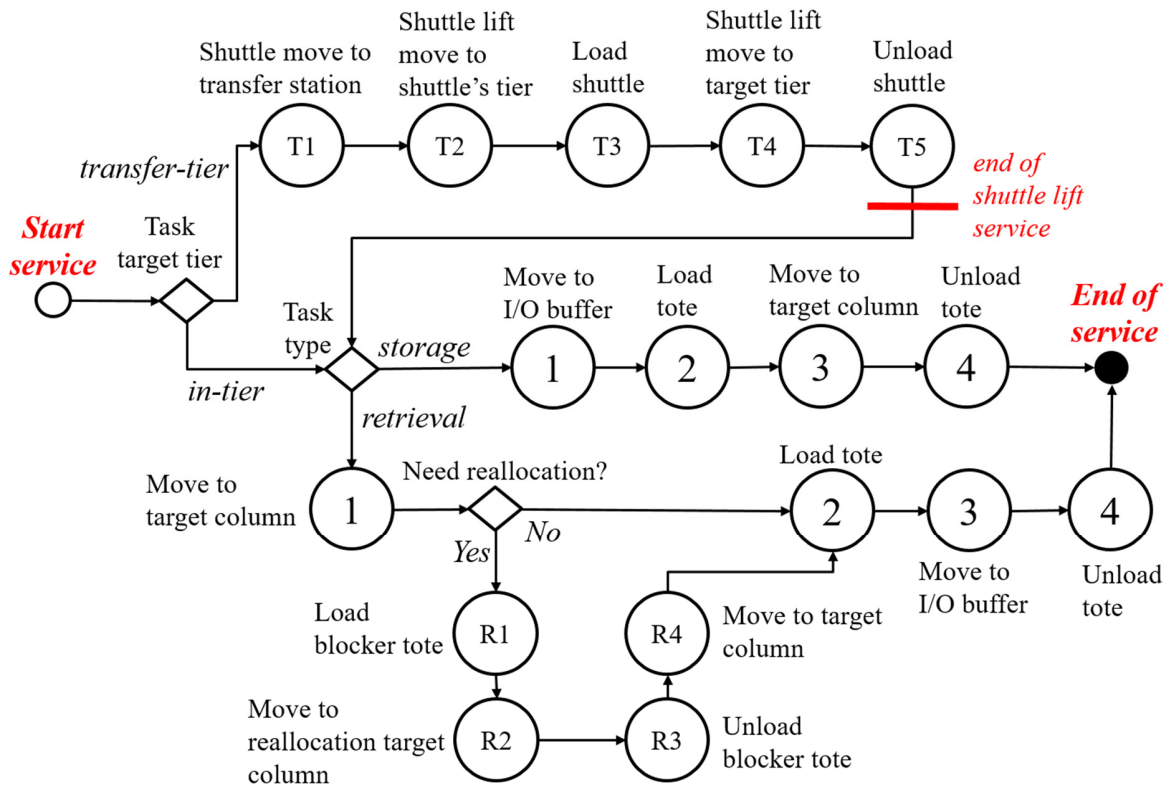 Shuttle move to
transfer station
Shuttle lift
move to
shuttle's tier
Load
shuttle
Shuttle lift
move to
target tier
Unload
shuttle
T1
T2
T3
T4
T5
transfer-tier
end of
shuttle lift
service
Start
service
Task
target tier
in-tier
Task
type
storage
retrieval
Move to
I/O buffer
Load
tote
Move to
target column
Unload
tote
End of
service
1
2
3
4
Move to
target column
1
Need reallocation?
Yes
No
Load tote
2
3
4
Move to
I/O buffer
Unload
tote
Load
blocker tote
R1
R4
Move to target
column
Move to
reallocation target
column
R2
R3
Unload
blocker tote